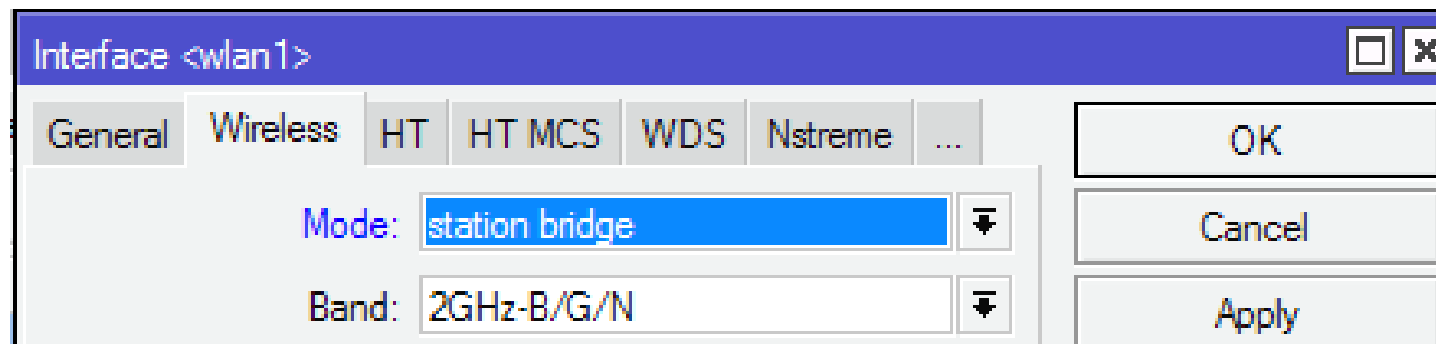 Interface <wlan1>
General Wireless HT HT MCS WDS Nstreme ... OK
Mode: station bridge Cancel
Band: 2GHz-B/G/N Apply